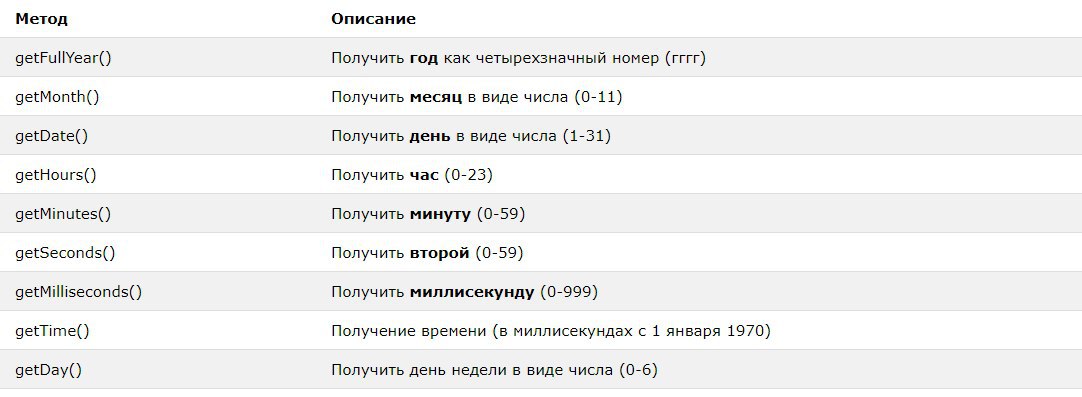 Метод Описание
getFullYear() Получить год как четырехзначный номер (гггг)
getMonth() Получить месяц в виде числа (0-11)
getDate() Получить день в виде числа (1-31)
getHours() Получить час (0-23)
getMinutes() Получить минуту (0-59)
getSeconds() Получить второй (0-59)
getMilliseconds() Получить миллисекунду (0-999)
getTime() Получение времени (в миллисекундах с 1 января 1970)
getDay() Получить день недели в виде числа (0-6)